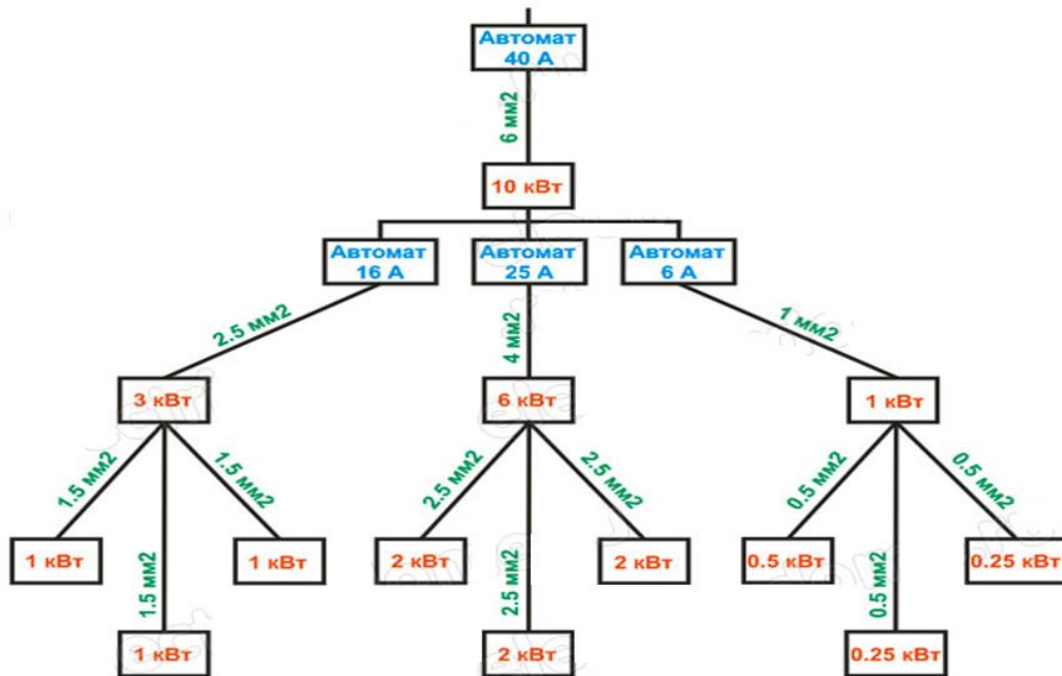 Автомат
40 А
6 мм2
10 кВт
Автомат
16 А
Автомат
25 А
Автомат
6 А
2.5 мм2
4 мм2
1 мм2
3 кВт
6 кВт
1 кВт
1.5 мм2
1.5 мм2
1.5 мм2
2.5 мм2
2.5 мм2
2.5 мм2
0.5 мм2
0.5 мм2
0.5 мм2
1 кВт
1 кВт
2 кВт
2 кВт
0.5 кВт
0.25 кВт
1 кВт
2 кВт
0.25 кВт